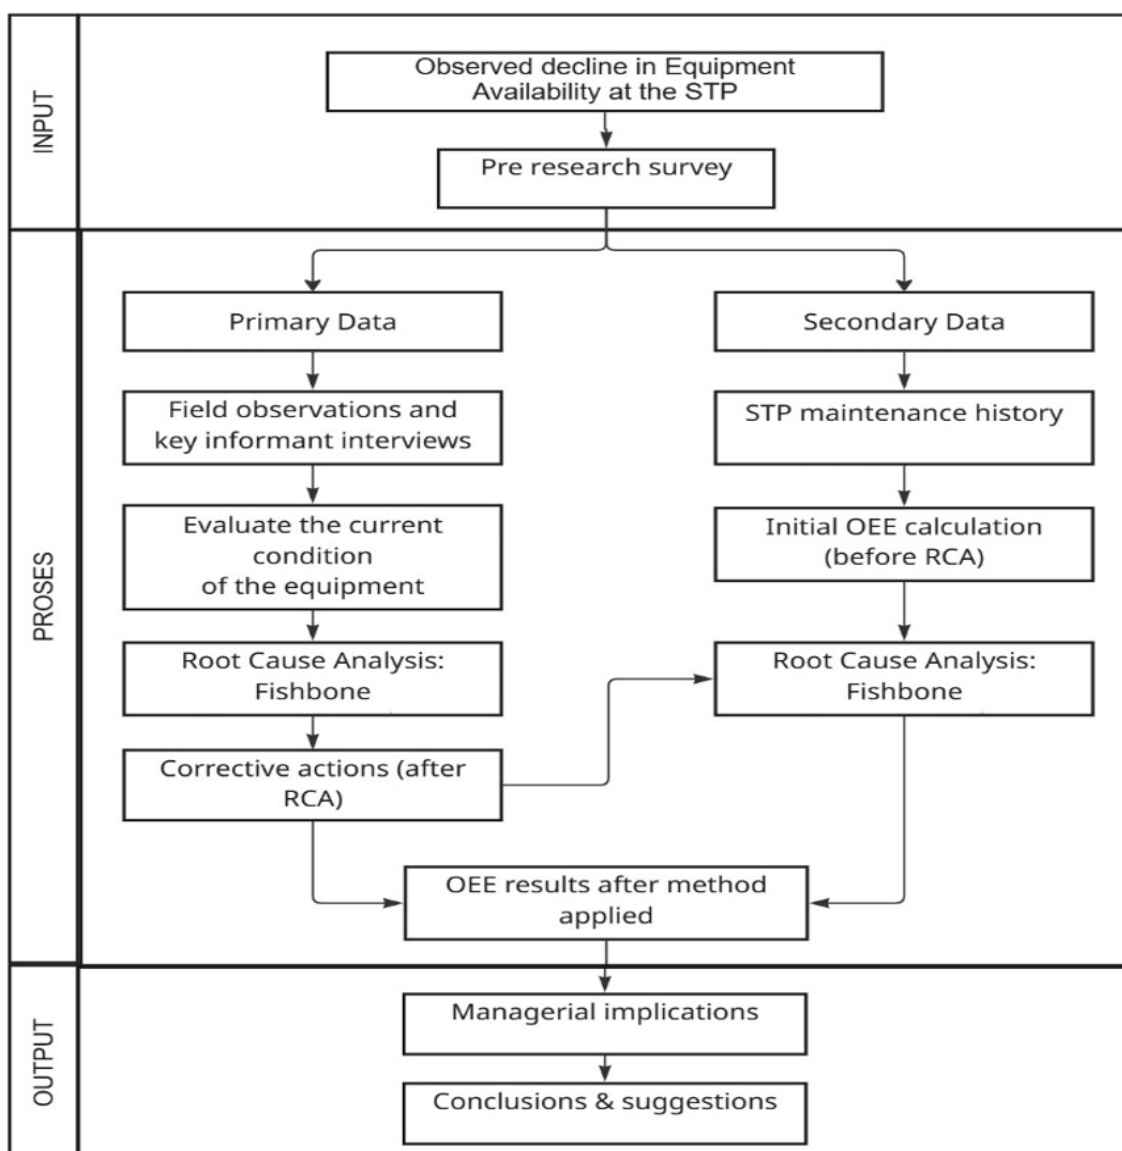 INPUT
Observed decline in Equipment
Availability at the STP
Pre research survey
PROSES
Primary Data
Field observations and
key informant interviews
Evaluate the current
condition
of the equipment
Root Cause Analysis:
Fishbone
Corrective actions (after
RCA)
Secondary Data
STP maintenance history
Initial OEE calculation
(before RCA)
Root Cause Analysis:
Fishbone
OEE results after method
applied
OUTPUT
Managerial implications
Conclusions & suggestions